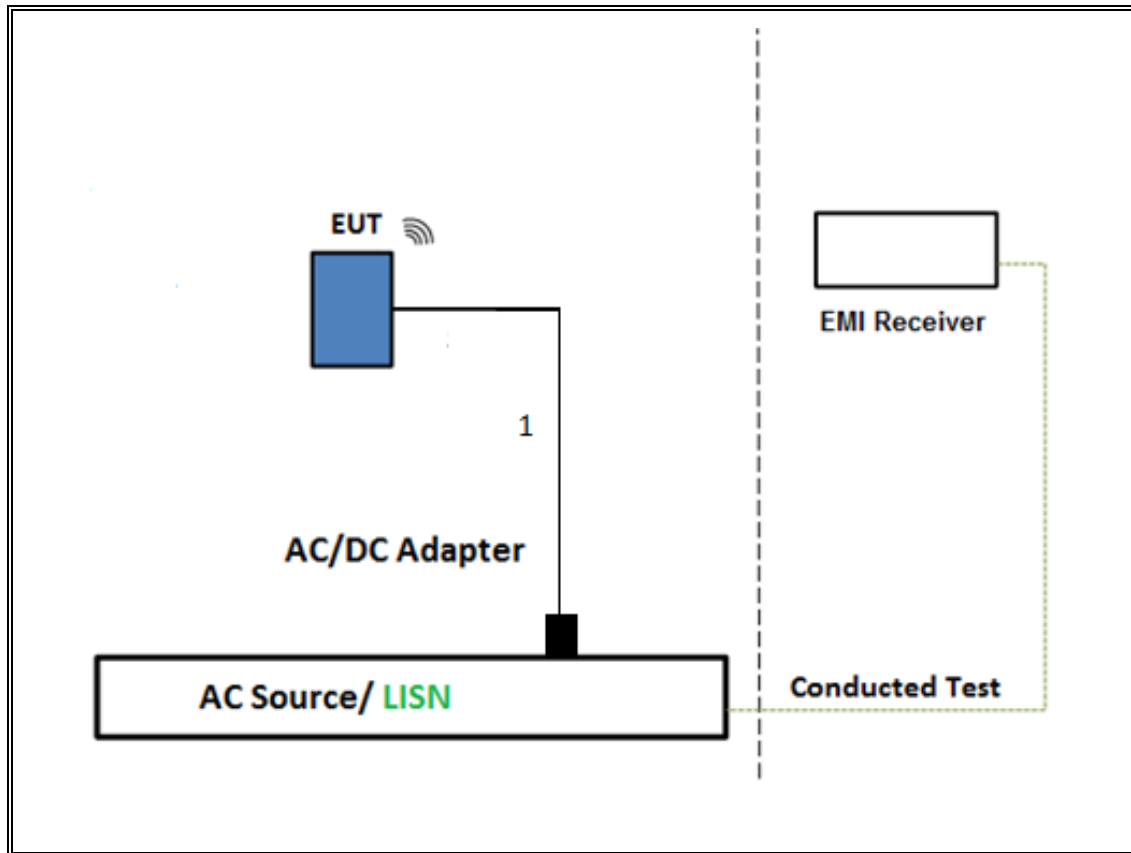 EUT
EMI Receiver
1
AC/DC Adapter
AC Source/ LISN
Conducted Test